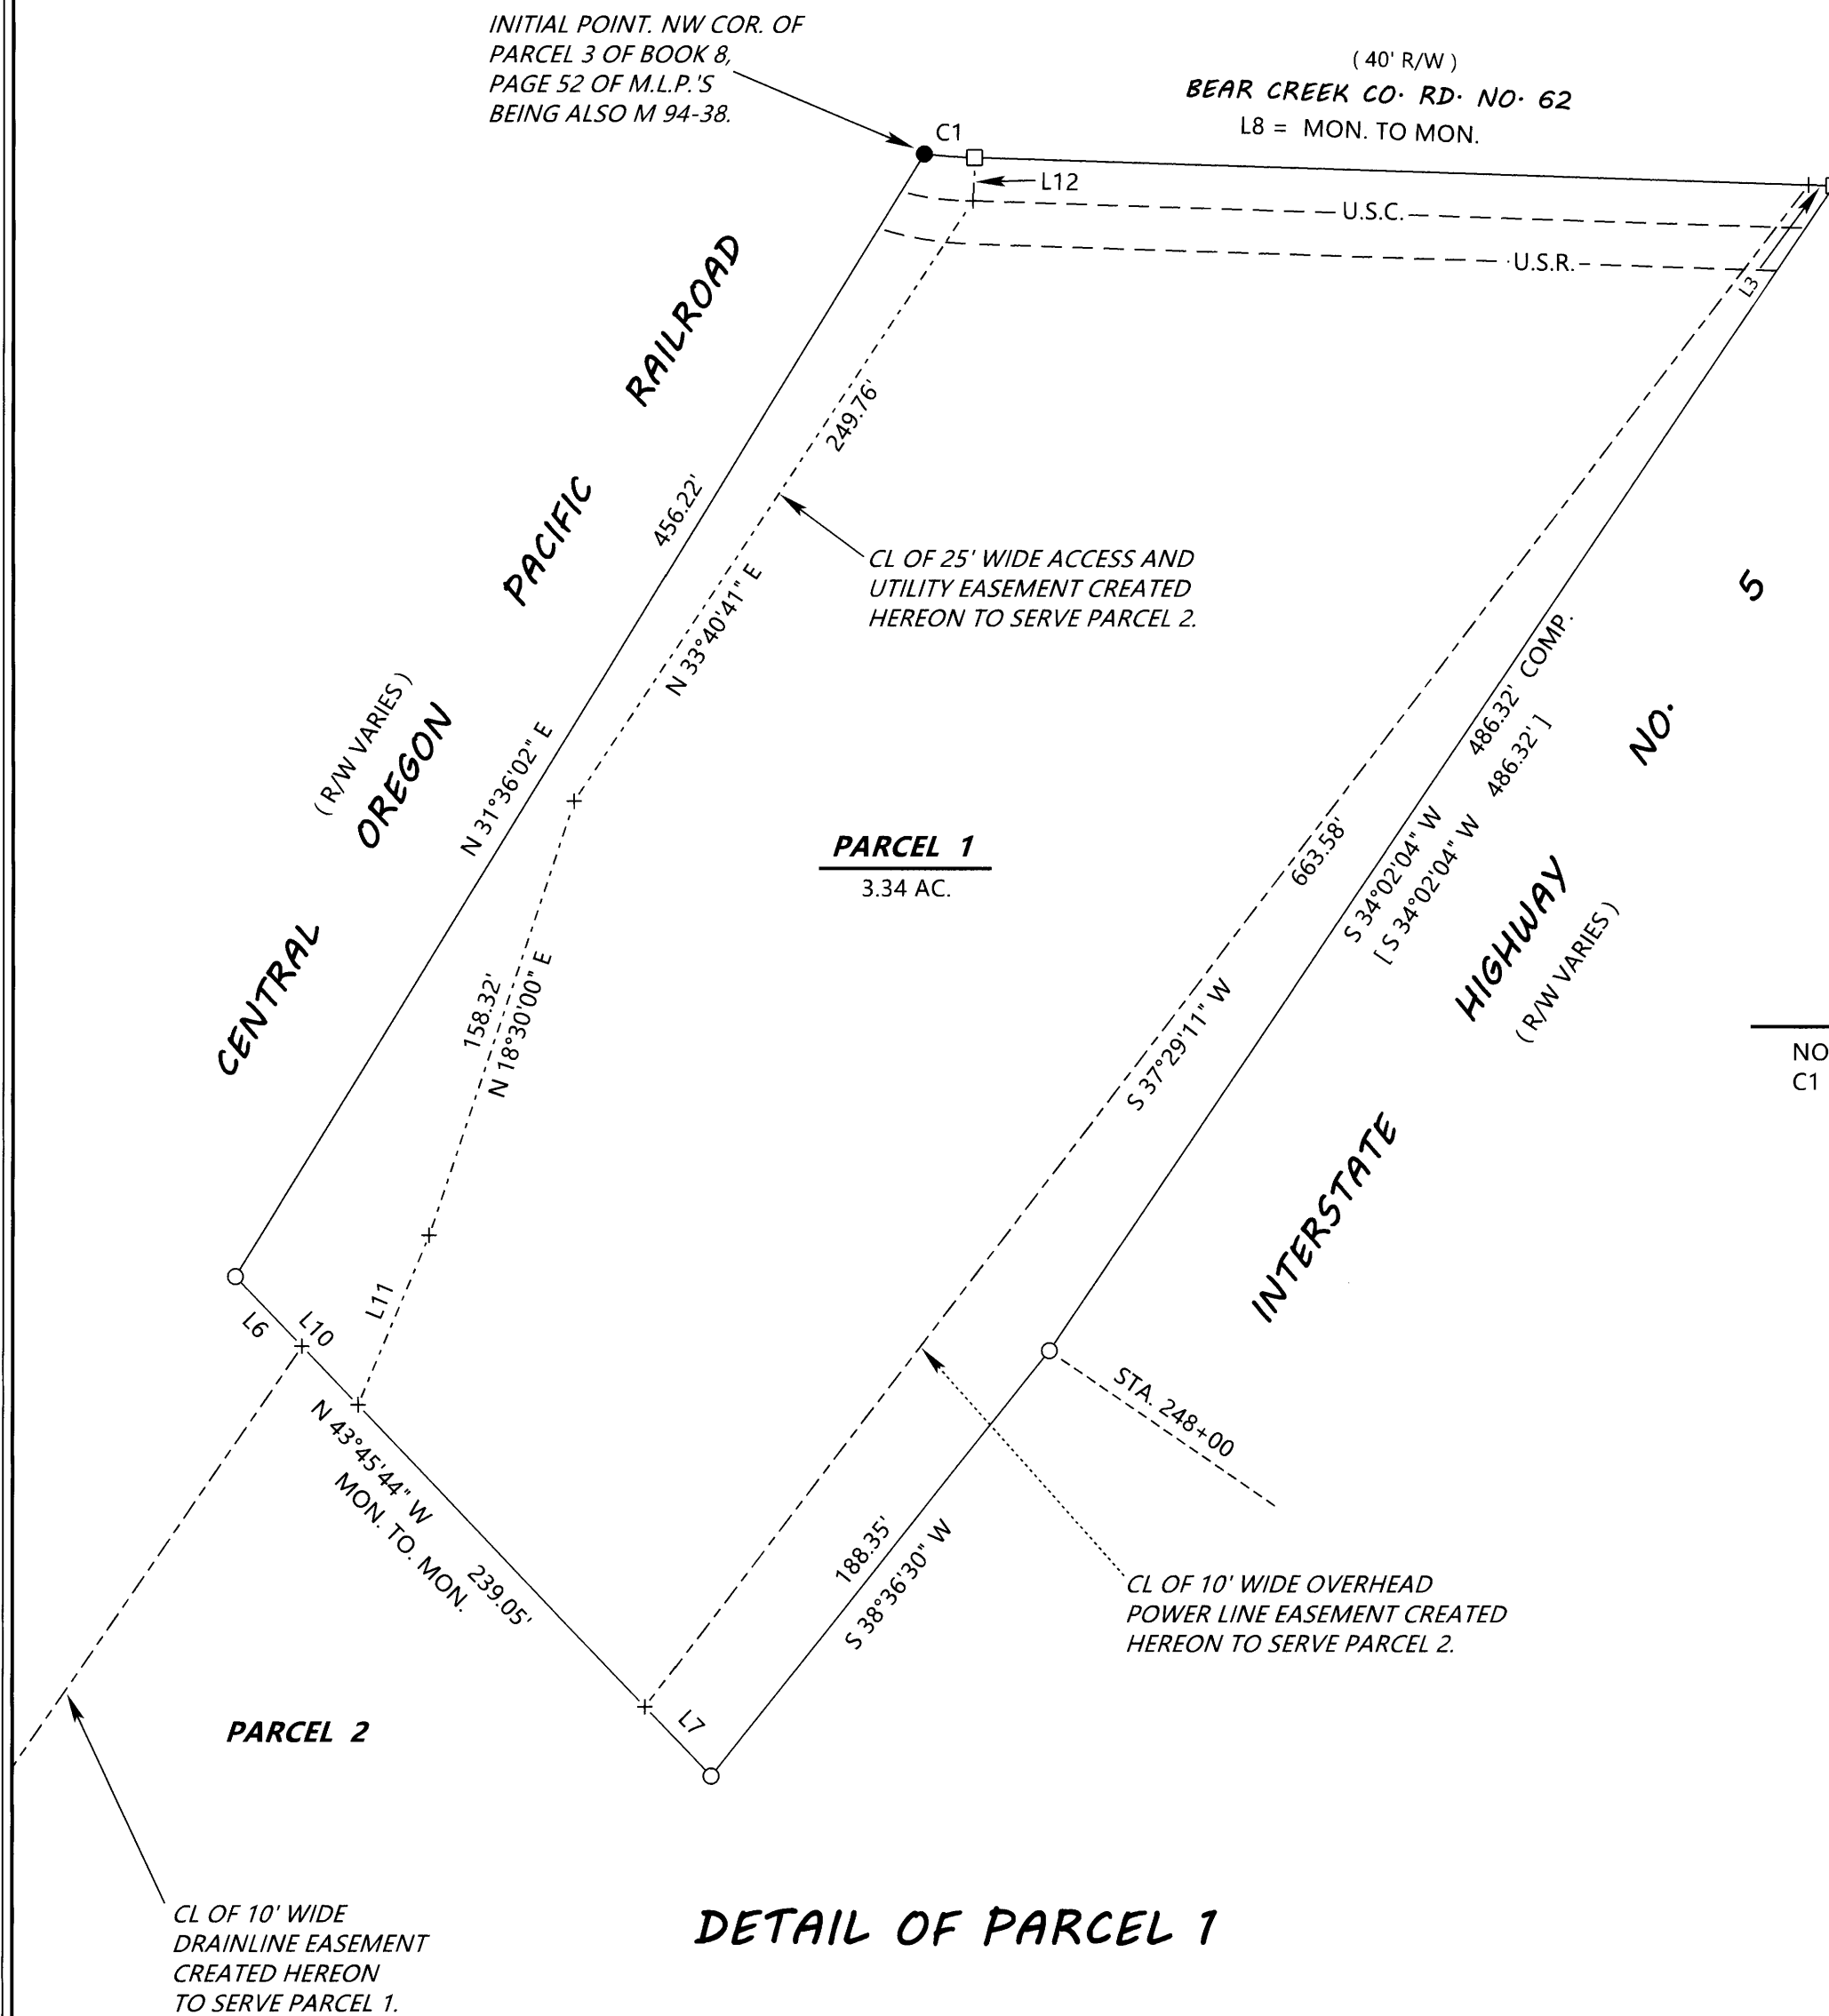 INITIAL POINT. NW COR. OF
PARCEL 3 OF BOOK 8,
PAGE 52 OF M.L.P.'S
BEING ALSO M 94-38.
( 40' R/W )
BEAR CREEK CO. RD. NO. 62
L8 = MON. TO MON.
C1
L12
U.S.C.
U.S.R.
L3
CENTRAL OREGON PACIFIC RAILROAD
( R/W VARIES )
N 31°36'02" E 456.22'
249.76'
N 33°40'41" E
CL OF 25' WIDE ACCESS AND
UTILITY EASEMENT CREATED
HEREON TO SERVE PARCEL 2.
158.32'
N 18°30'00" E
PARCEL 1
3.34 AC.
S 37°29'11" W 663.58'
S 34°02'04" W 486.32' COMP.
[ S 34°02'04" W 486.32' ]
INTERSTATE HIGHWAY NO. 5
( R/W VARIES )
NO
C1
L11
L6
L10
N 43°45'44" W 239.05'
MON. TO. MON.
STA. 248+00
188.35'
S 38°36'30" W
CL OF 10' WIDE OVERHEAD
POWER LINE EASEMENT CREATED
HEREON TO SERVE PARCEL 2.
L7
PARCEL 2
CL OF 10' WIDE
DRAINLINE EASEMENT
CREATED HEREON
TO SERVE PARCEL 1.
DETAIL OF PARCEL 1